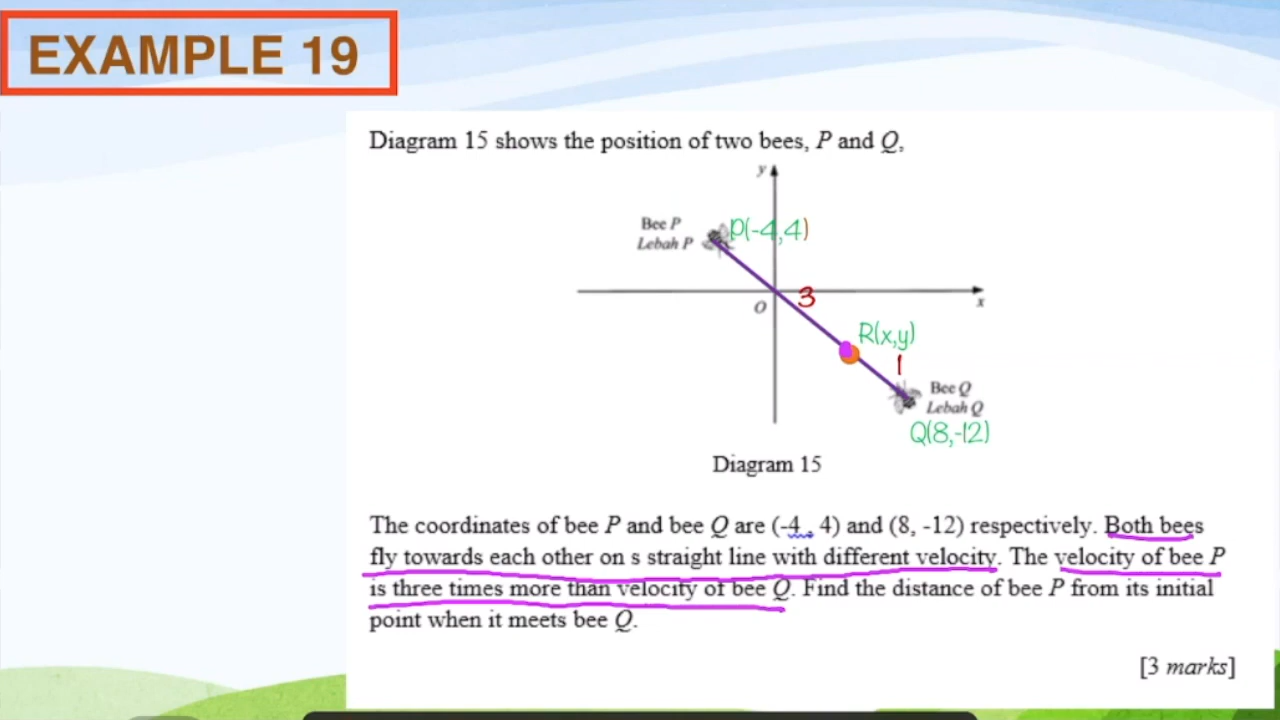 EXAMPLE 19
Diagram 15 shows the position of two bees, P and Q,
y
Bee P
Lebah P
P(-4,4)
3
O
x
R(x,y)
1
Bee Q
Lebah Q
Q(8,-12)
Diagram 15
The coordinates of bee P and bee Q are (-4 , 4) and (8, -12) respectively. Both bees
fly towards each other on s straight line with different velocity. The velocity of bee P
is three times more than velocity of bee Q. Find the distance of bee P from its initial
point when it meets bee Q.
[3 marks]